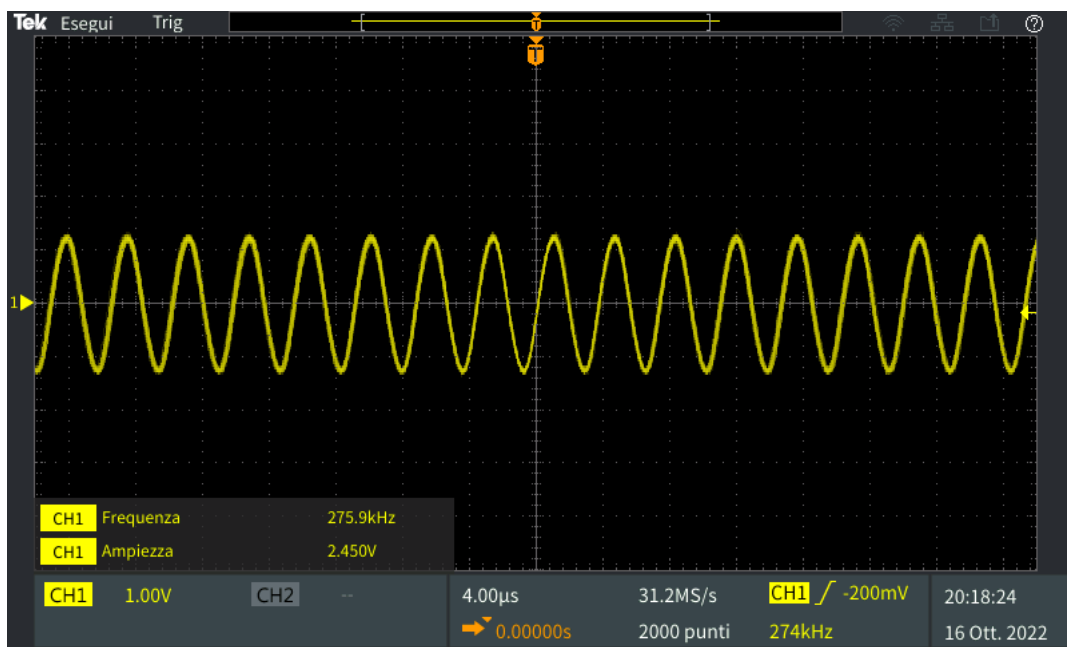 Tek Esegui Trig
T
T
1
CH1 Frequenza 275.9kHz
CH1 Ampiezza 2.450V
CH1 1.00V CH2 -- 4.00µs 31.2MS/s CH1 -200mV 20:18:24
0.00000s 2000 punti 274kHz 16 Ott. 2022